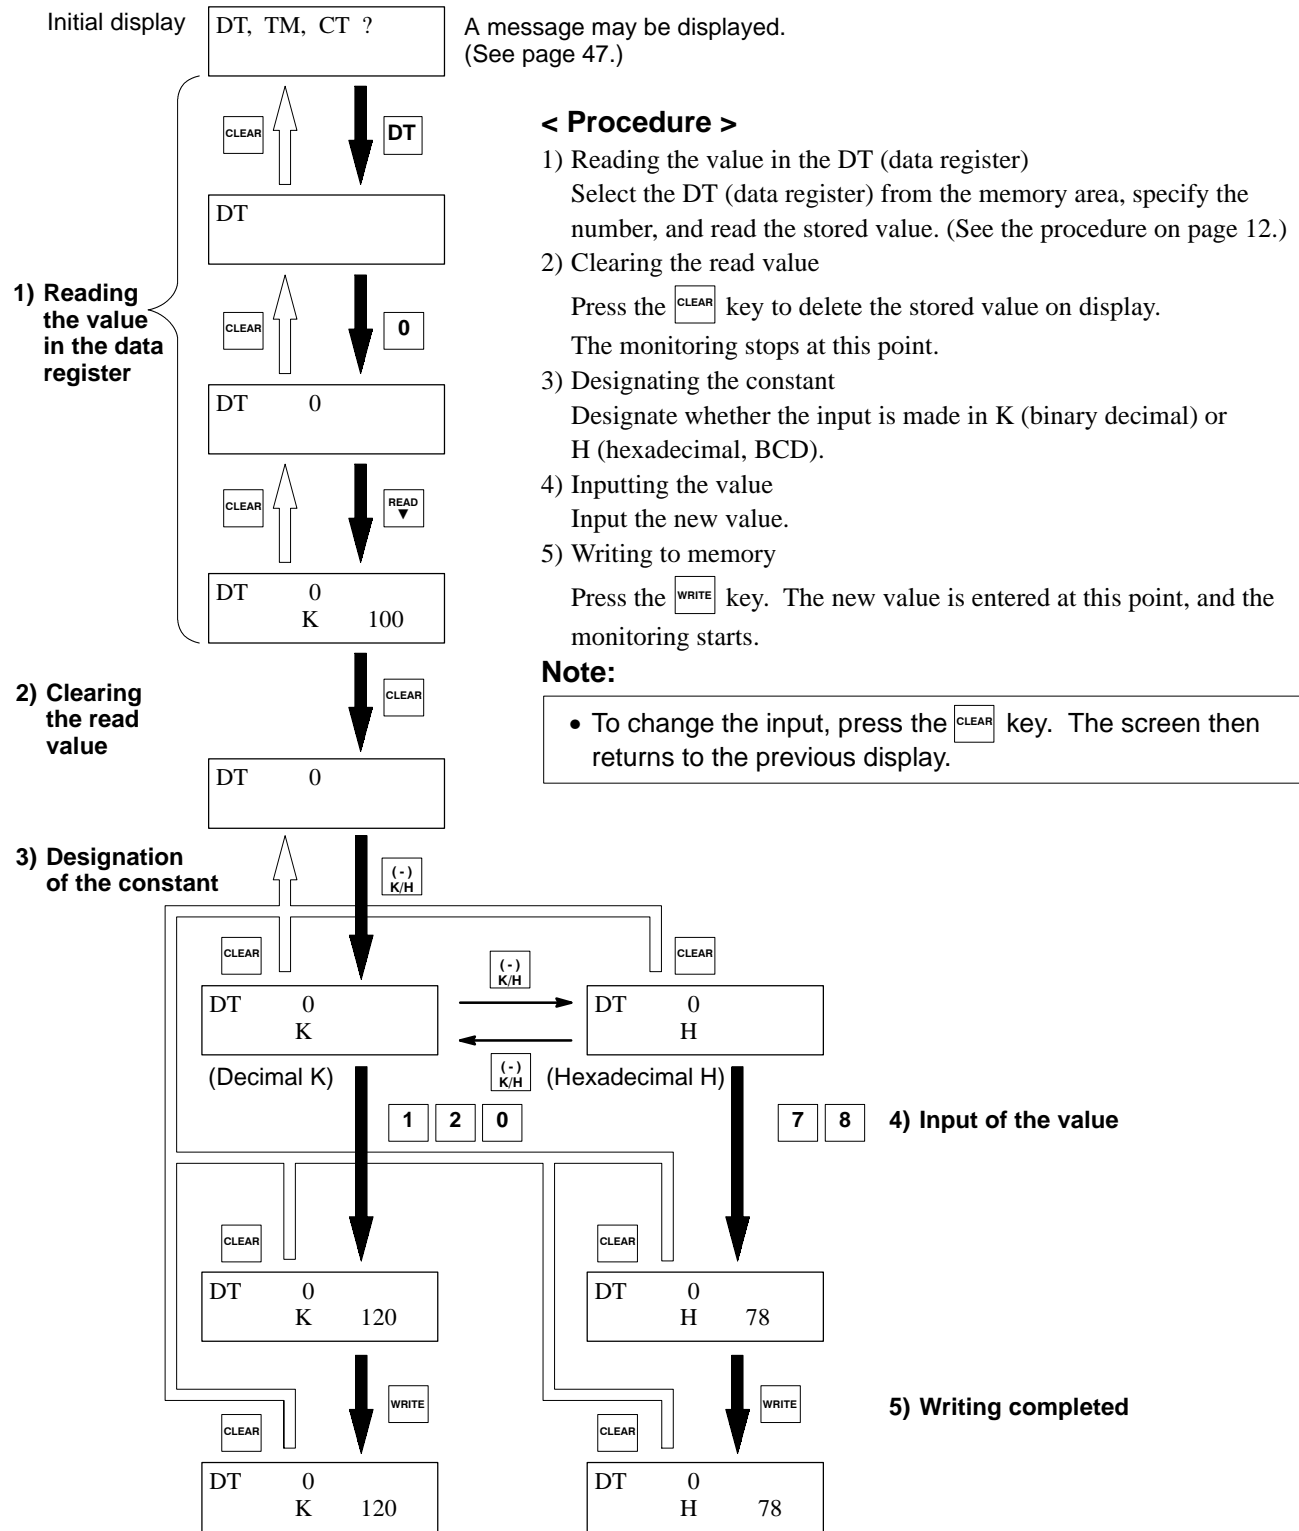 Initial display
DT, TM, CT ?
A message may be displayed.
(See page 47.)
CLEAR
DT
DT
CLEAR
0
1) Reading
the value
in the data
register
DT 0
CLEAR
READ
▼
DT 0
K 100
2) Clearing
the read
value
CLEAR
DT 0
3) Designation
of the constant
(-)
K/H
CLEAR
(-)
K/H
CLEAR
DT 0
K
DT 0
H
(Decimal K)
(-)
K/H
(Hexadecimal H)
1 2 0
7 8
4) Input of the value
CLEAR
CLEAR
DT 0
K 120
DT 0
H 78
WRITE
WRITE
5) Writing completed
CLEAR
CLEAR
DT 0
K 120
DT 0
H 78
< Procedure >
1) Reading the value in the DT (data register)
Select the DT (data register) from the memory area, specify the
number, and read the stored value. (See the procedure on page 12.)
2) Clearing the read value
Press the CLEAR key to delete the stored value on display.
The monitoring stops at this point.
3) Designating the constant
Designate whether the input is made in K (binary decimal) or
H (hexadecimal, BCD).
4) Inputting the value
Input the new value.
5) Writing to memory
Press the WRITE key. The new value is entered at this point, and the
monitoring starts.
Note:
• To change the input, press the CLEAR key. The screen then
returns to the previous display.